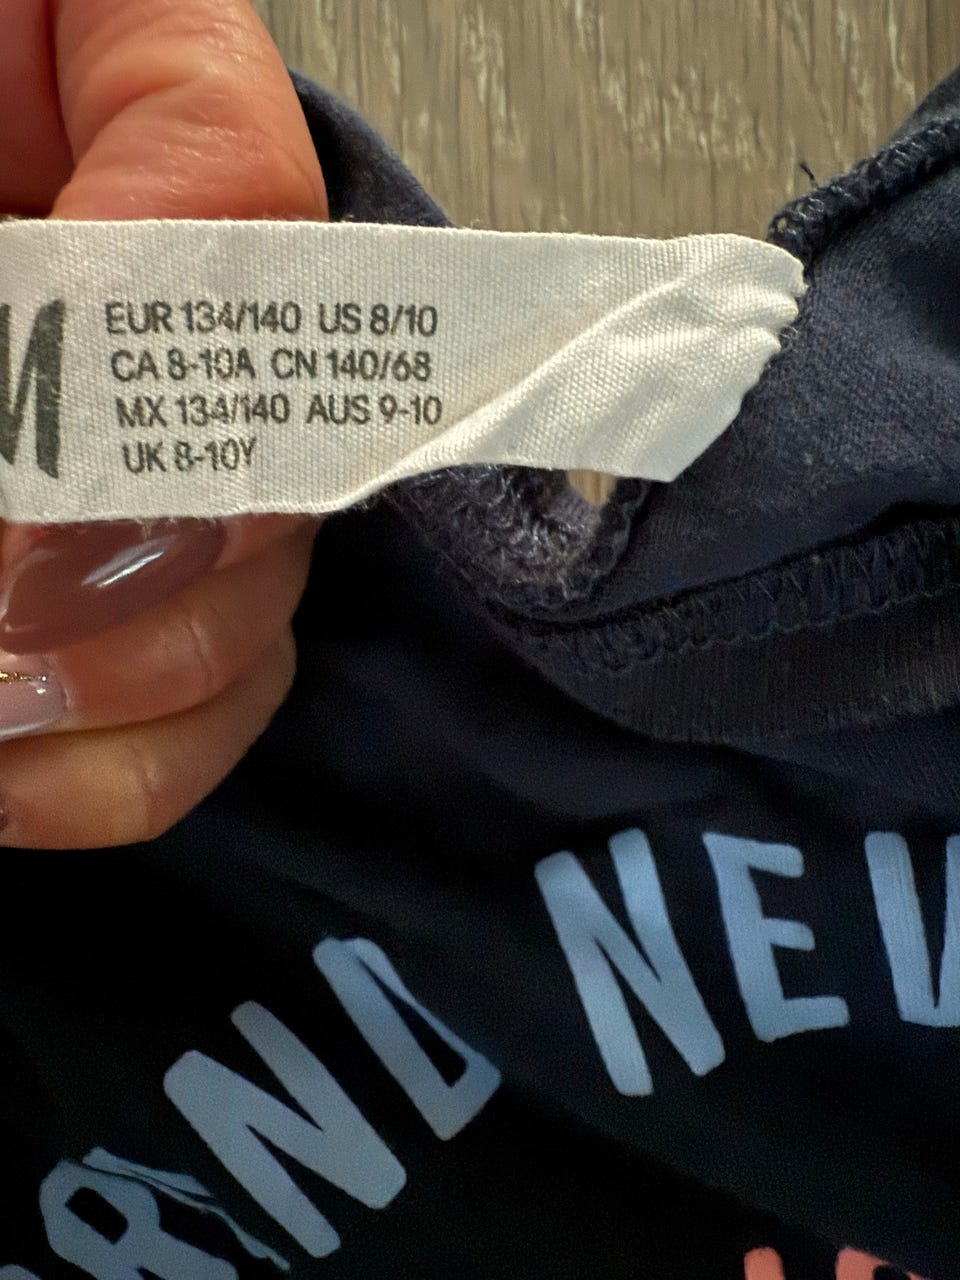 M
EUR 134/140 US 8/10
CA 8-10A CN 140/68
MX 134/140 AUS 9-10
UK 8-10Y
NEW